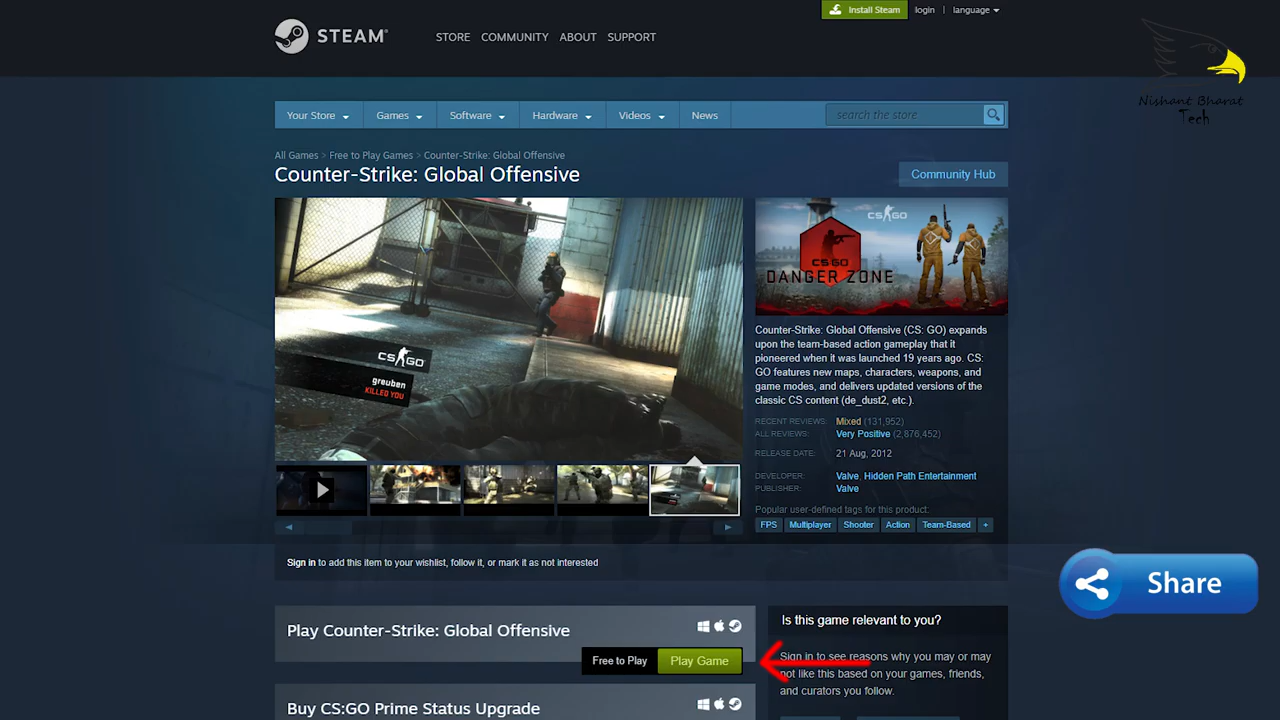 Install Steam
login | language
STEAM
STORE COMMUNITY ABOUT SUPPORT
Nishant Bharat
Tech
Your Store Games Software Hardware Videos News
search the store
All Games > Free to Play Games > Counter-Strike: Global Offensive
Counter-Strike: Global Offensive
Community Hub
CS GO
greuben
KILLED YOU
CS GO
CS GO
DANGER ZONE
Counter-Strike: Global Offensive (CS: GO) expands
upon the team-based action gameplay that it
pioneered when it was launched 19 years ago. CS:
GO features new maps, characters, weapons, and
game modes, and delivers updated versions of the
classic CS content (de_dust2, etc.).
RECENT REVIEWS: Mixed (131,952)
ALL REVIEWS: Very Positive (2,876,452)
RELEASE DATE: 21 Aug, 2012
DEVELOPER: Valve, Hidden Path Entertainment
PUBLISHER: Valve
Popular user-defined tags for this product:
FPS Multiplayer Shooter Action Team-Based +
Sign in to add this item to your wishlist, follow it, or mark it as not interested
Share
Play Counter-Strike: Global Offensive
Free to Play Play Game
Is this game relevant to you?
Sign in to see reasons why you may or may
not like this based on your games, friends,
and curators you follow.
Buy CS:GO Prime Status Upgrade